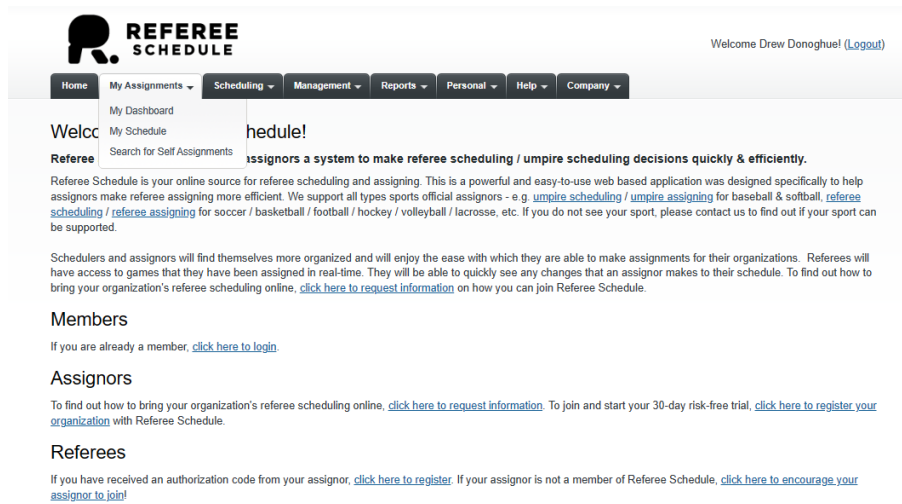 REFEREE
SCHEDULE
Welcome Drew Donoghue! (Logout)
Home My Assignments Scheduling Management Reports Personal Help Company
My Dashboard
My Schedule
Search for Self Assignments
Welc hedule!
Referee assignors a system to make referee scheduling / umpire scheduling decisions quickly & efficiently.
Referee Schedule is your online source for referee scheduling and assigning. This is a powerful and easy-to-use web based application was designed specifically to help
assignors make referee assigning more efficient. We support all types sports official assignors - e.g. umpire scheduling / umpire assigning for baseball & softball, referee
scheduling / referee assigning for soccer / basketball / football / hockey / volleyball / lacrosse, etc. If you do not see your sport, please contact us to find out if your sport can
be supported.
Schedulers and assignors will find themselves more organized and will enjoy the ease with which they are able to make assignments for their organizations. Referees will
have access to games that they have been assigned in real-time. They will be able to quickly see any changes that an assignor makes to their schedule. To find out how to
bring your organization's referee scheduling online, click here to request information on how you can join Referee Schedule.
Members
If you are already a member, click here to login.
Assignors
To find out how to bring your organization's referee scheduling online, click here to request information. To join and start your 30-day risk-free trial, click here to register your
organization with Referee Schedule.
Referees
If you have received an authorization code from your assignor, click here to register. If your assignor is not a member of Referee Schedule, click here to encourage your
assignor to join!